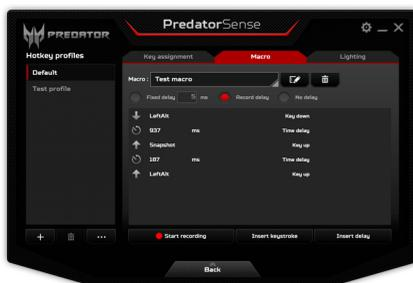 PREDATOR
PredatorSense
Hotkey profiles
Default
Test profile
Key assignment
Macro
Lighting
Macro :
Test macro
Fixed delay
5 ms
Record delay
No delay
LeftAlt Key down
937 ms Time delay
Snapshot Key up
187 ms Time delay
LeftAlt Key up
Start recording
Insert keystroke
Insert delay
Back